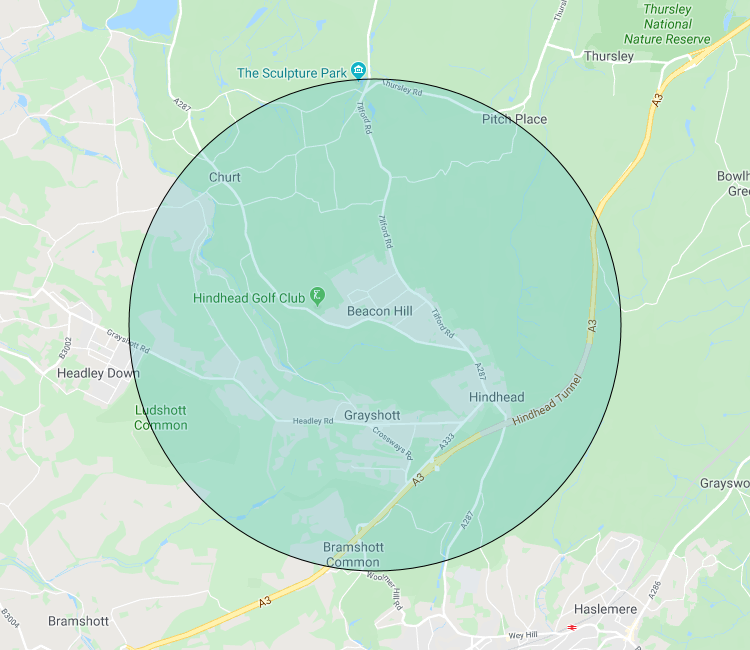 Thursley
National
Nature Reserve
Thursl
Thursley
The Sculpture Park
Thursley Rd
A3
A287
Tilford Rd
Pitch Place
Churt
Bowlh
Gree
Tilford Rd
Hindhead Golf Club
Beacon Hill
Tilford Rd
A3
Grayshott Rd
B3002
Headley Down
A287
Hindhead
Hindhead Tunnel
Ludshott
Common
Grayshott
Headley Rd
Crossways Rd
A333
A3
Grayswo
A287
Bramshott
Common
Woolmer Hill Rd
A286
A3
Haslemere
B3004
Bramshott
Wey Hill